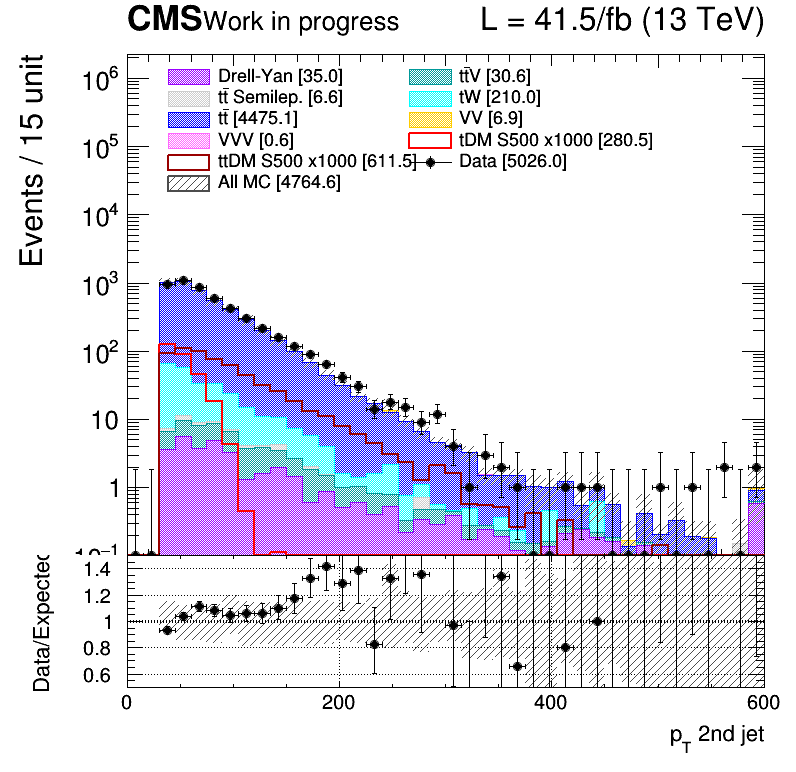 CMS Work in progress L = 41.5/fb (13 TeV)
Events / 15 unit
10⁶
10⁵
10⁴
10³
10²
10
1
10⁻¹
Drell-Yan [35.0] tt̄V [30.6]
tt̄ Semilep. [6.6] tW [210.0]
tt̄ [4475.1] VV [6.9]
VVV [0.6] tDM S500 x1000 [280.5]
ttDM S500 x1000 [611.5] Data [5026.0]
All MC [4764.6]
Data/Expected
1.4
1.2
1
0.8
0.6
0 200 400 600
p_T 2nd jet